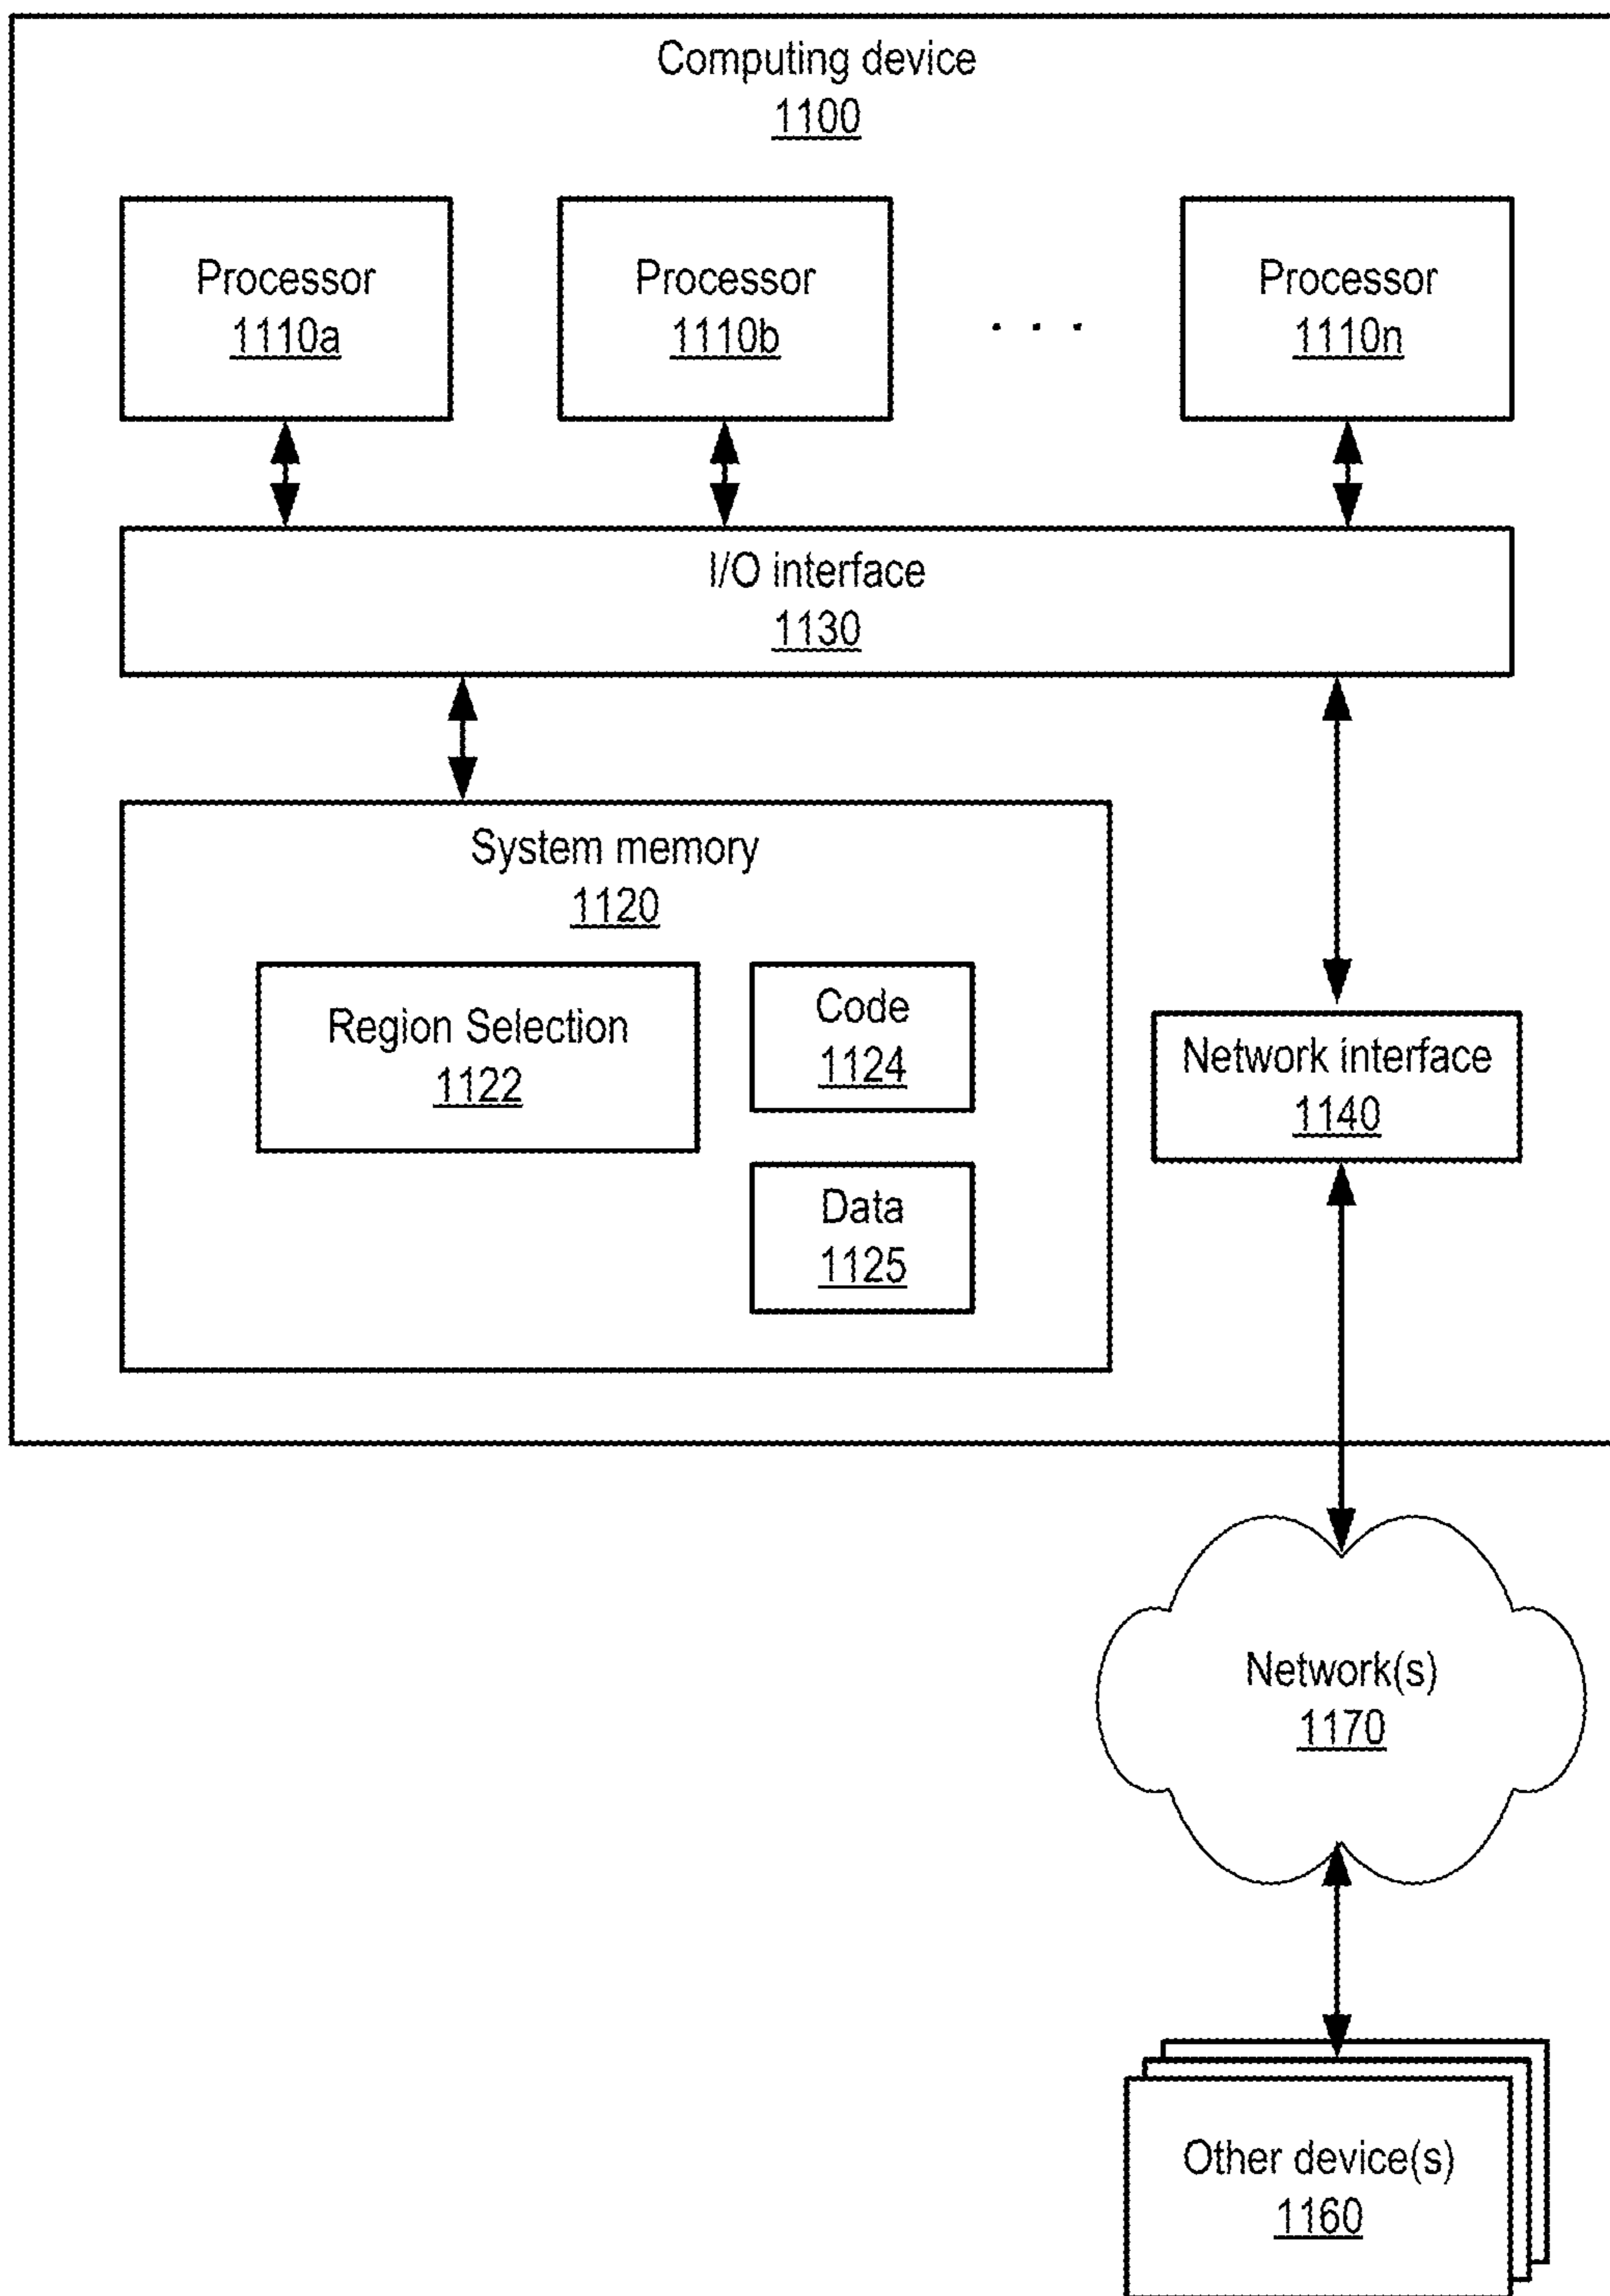 Computing device
1100
Processor
1110a
Processor
1110b
. . .
Processor
1110n
I/O interface
1130
System memory
1120
Region Selection
1122
Code
1124
Data
1125
Network interface
1140
Network(s)
1170
Other device(s)
1160